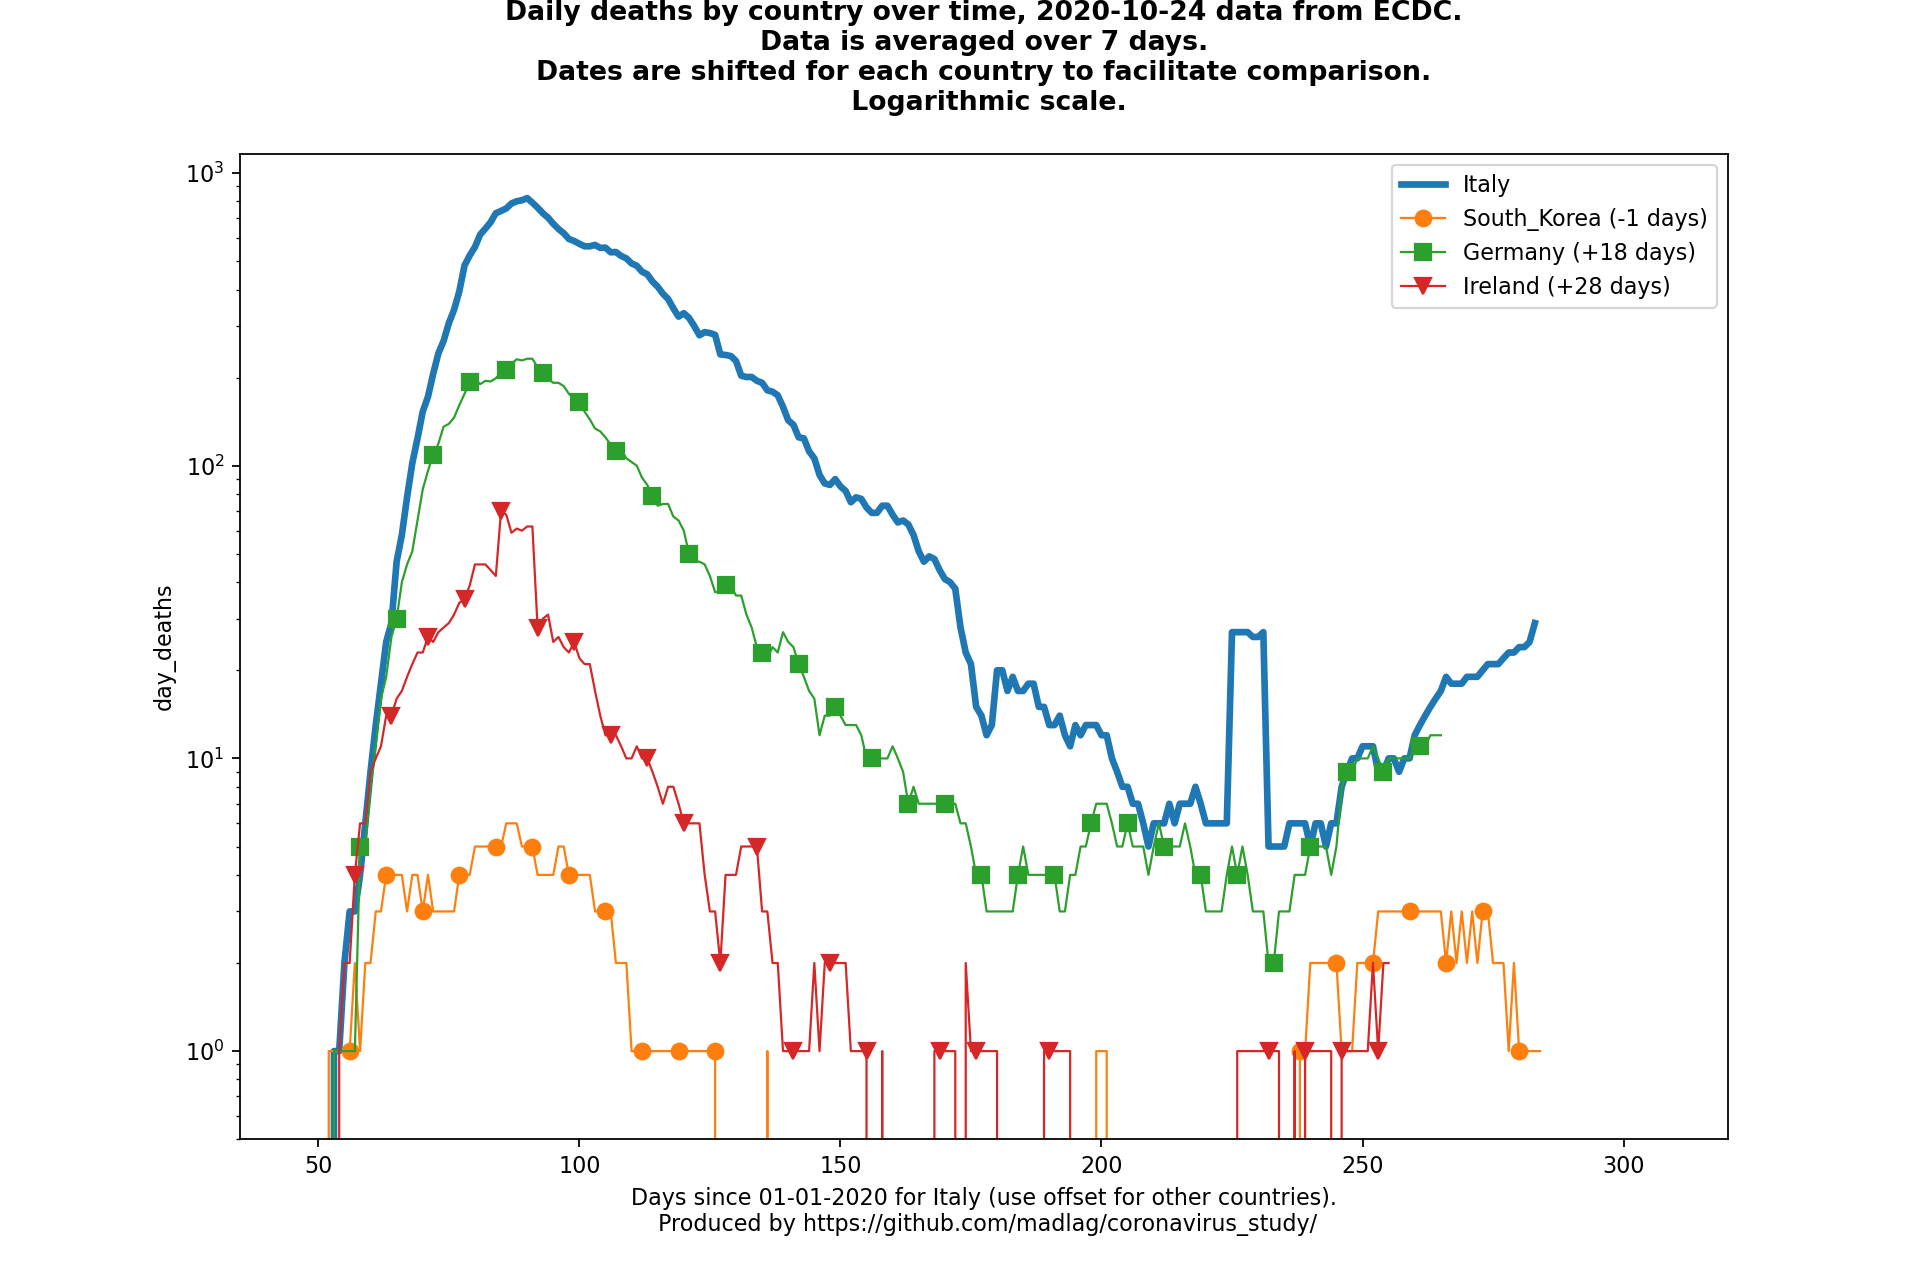 Daily deaths by country over time, 2020-10-24 data from ECDC.
Data is averaged over 7 days.
Dates are shifted for each country to facilitate comparison.
Logarithmic scale.
10³
10²
10¹
10⁰
day_deaths
Italy
South_Korea (-1 days)
Germany (+18 days)
Ireland (+28 days)
50 100 150 200 250 300
Days since 01-01-2020 for Italy (use offset for other countries).
Produced by https://github.com/madlag/coronavirus_study/